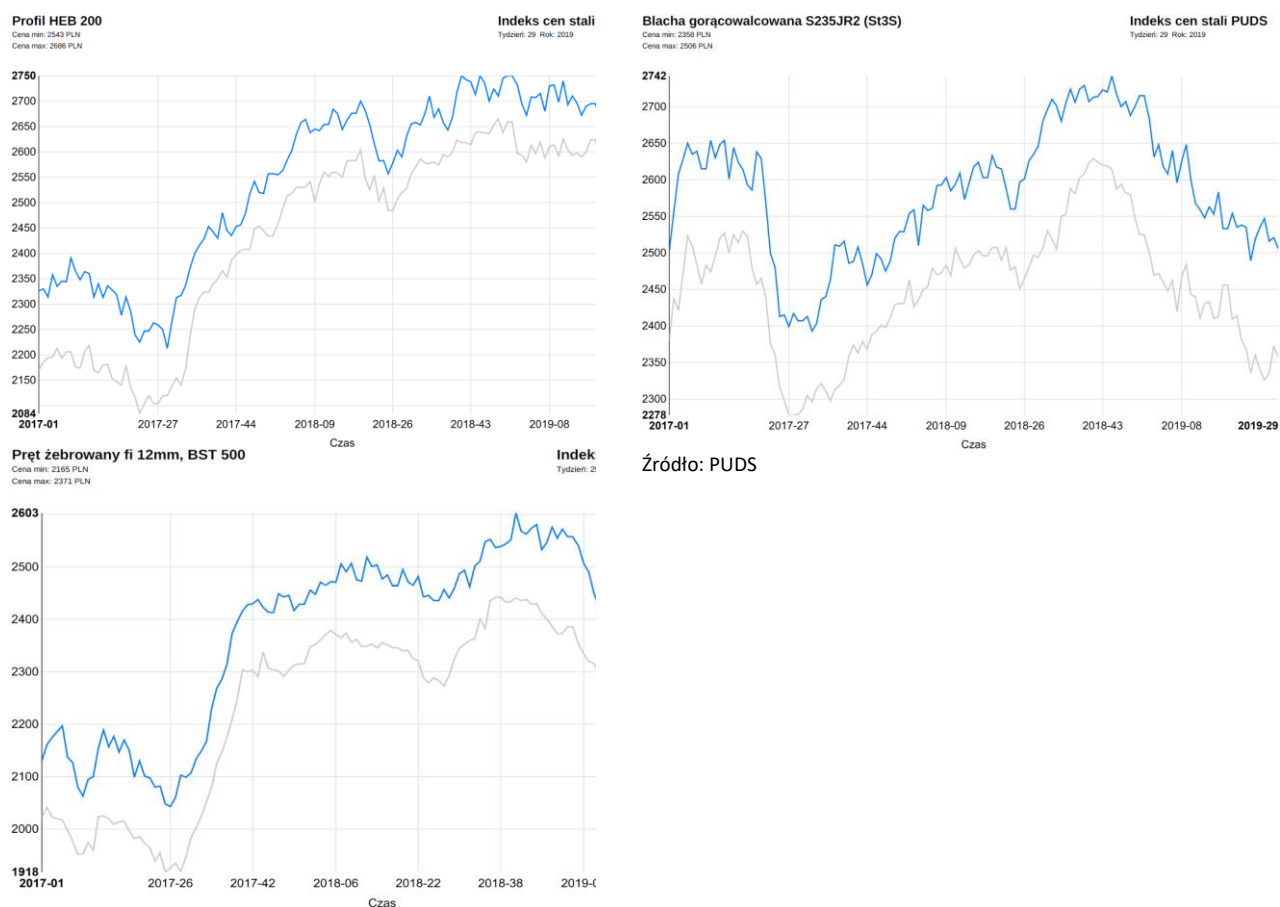 Profil HEB 200
Indeks cen stali
Cena min: 2543 PLN
Tydzień: 29 Rok: 2019
Cena max: 2686 PLN
2750
2700
2650
2600
2550
2500
2450
2400
2350
2300
2250
2200
2150
2084
2017-01 2017-27 2017-44 2018-09 2018-26 2018-43 2019-08
Czas
Blacha gorącowalcowana S235JR2 (St3S)
Indeks cen stali PUDS
Cena min: 2358 PLN
Tydzień: 29 Rok: 2019
Cena max: 2506 PLN
2742
2700
2650
2600
2550
2500
2450
2400
2350
2300
2278
2017-01 2017-27 2017-44 2018-09 2018-26 2018-43 2019-08 2019-29
Czas
Źródło: PUDS
Pręt żebrowany fi 12mm, BST 500
Indek
Cena min: 2165 PLN
Tydzień: 2
Cena max: 2371 PLN
2603
2500
2400
2300
2200
2100
2000
1918
2017-01 2017-26 2017-42 2018-06 2018-22 2018-38 2019-0
Czas